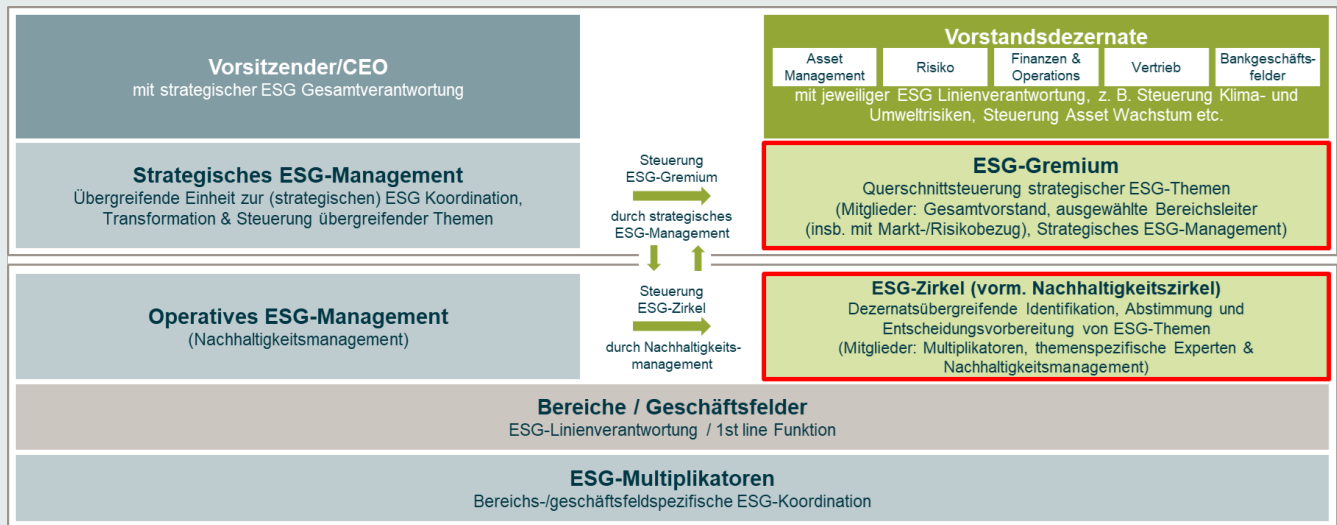 Vorsitzender/CEO
mit strategischer ESG Gesamtverantwortung
Vorstandsdezernate
Asset
Management
Risiko
Finanzen &
Operations
Vertrieb
Bankgeschäfts-
felder
mit jeweiliger ESG Linienverantwortung, z. B. Steuerung Klima- und
Umweltrisiken, Steuerung Asset Wachstum etc.
Strategisches ESG-Management
Übergreifende Einheit zur (strategischen) ESG Koordination,
Transformation & Steuerung übergreifender Themen
Steuerung
ESG-Gremium
durch strategisches
ESG-Management
ESG-Gremium
Querschnittsteuerung strategischer ESG-Themen
(Mitglieder: Gesamtvorstand, ausgewählte Bereichsleiter
(insb. mit Markt-/Risikobezug), Strategisches ESG-Management)
Operatives ESG-Management
(Nachhaltigkeitsmanagement)
Steuerung
ESG-Zirkel
durch Nachhaltigkeits-
management
ESG-Zirkel (vorm. Nachhaltigkeitszirkel)
Dezernatsübergreifende Identifikation, Abstimmung und
Entscheidungsvorbereitung von ESG-Themen
(Mitglieder: Multiplikatoren, themenspezifische Experten &
Nachhaltigkeitsmanagement)
Bereiche / Geschäftsfelder
ESG-Linienverantwortung / 1st line Funktion
ESG-Multiplikatoren
Bereichs-/geschäftsfeldspezifische ESG-Koordination